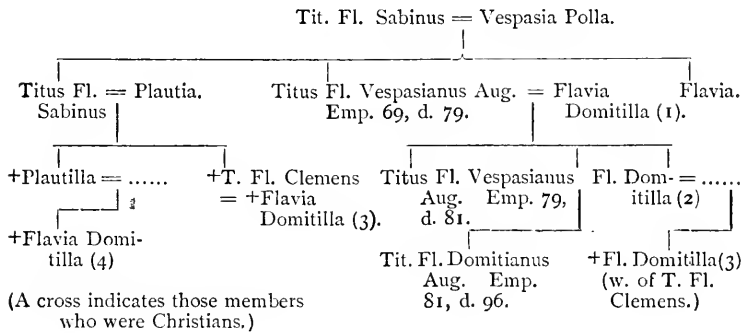 Tit. Fl. Sabinus = Vespasia Polla.
Titus Fl. = Plautia. Titus Fl. Vespasianus Aug. = Flavia Flavia.
Sabinus Emp. 69, d. 79. Domitilla (1).
+Plautilla = ...... +T. Fl. Clemens Titus Fl. Vespasianus Fl. Dom- = ......
= +Flavia Aug. Emp. 79, itilla (2)
Domitilla (3). d. 81.
+Flavia Domi-
tilla (4) Tit. Fl. Domitianus +Fl. Domitilla (3)
Aug. Emp. (w. of T. Fl.
81, d. 96. Clemens.)
(A cross indicates those members
who were Christians.)